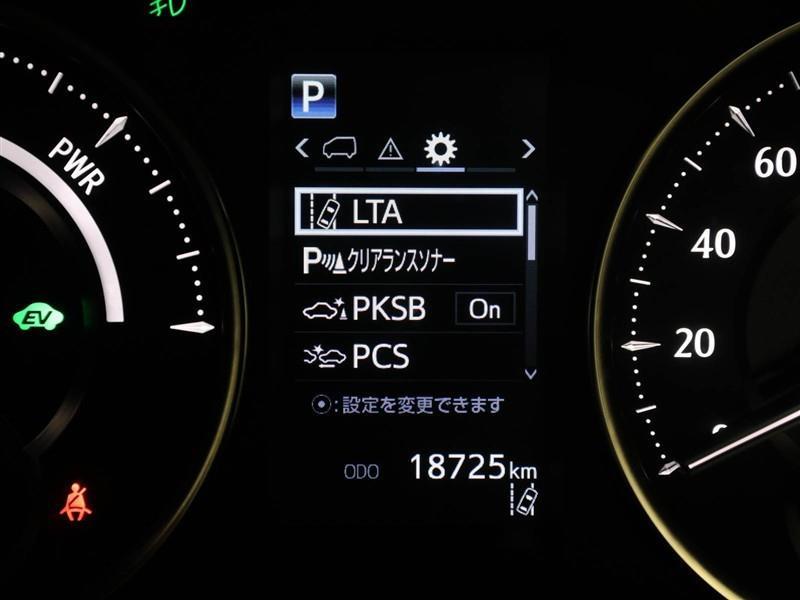 P
PWR
EV
LTA
Pクリアランスソナー
PKSB On
PCS
:設定を変更できます
ODO 18725km
60
40
20